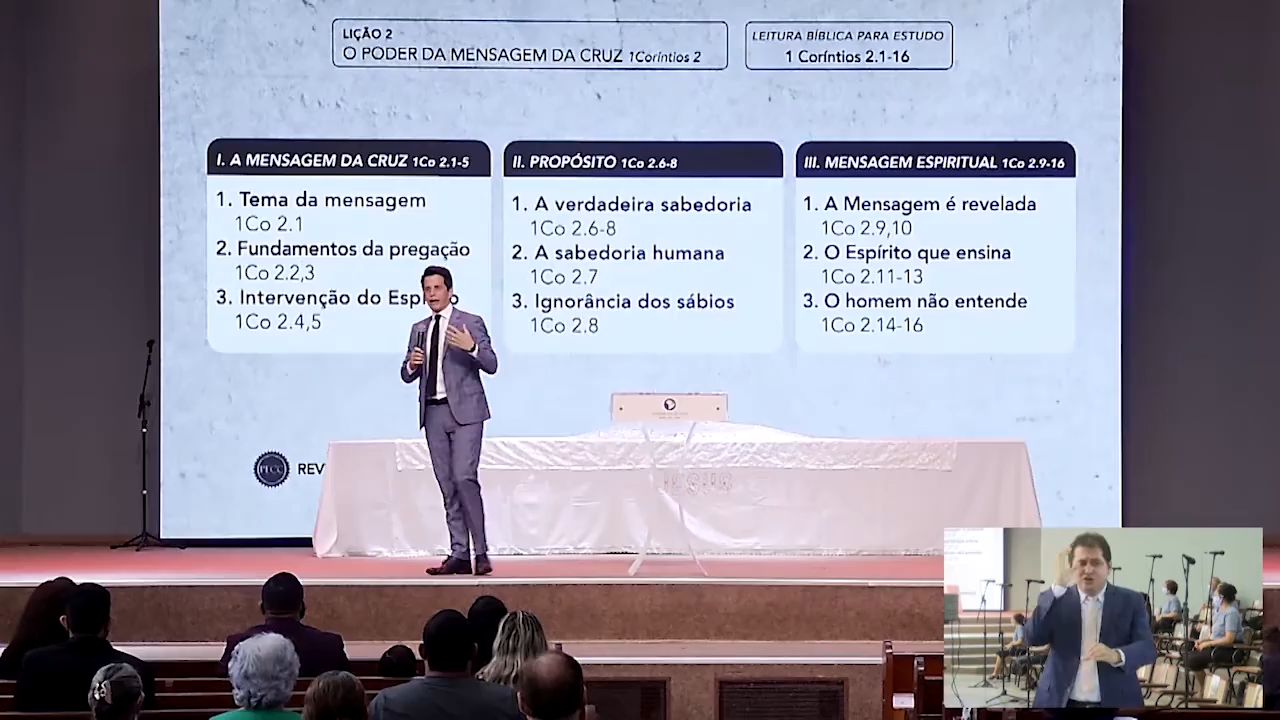 LIÇÃO 2
O PODER DA MENSAGEM DA CRUZ 1Coríntios 2
LEITURA BÍBLICA PARA ESTUDO
1 Coríntios 2.1-16
I. A MENSAGEM DA CRUZ 1Co 2.1-5
1. Tema da mensagem
1Co 2.1
2. Fundamentos da pregação
1Co 2.2,3
3. Intervenção do Esp
1Co 2.4,5
II. PROPÓSITO 1Co 2.6-8
1. A verdadeira sabedoria
1Co 2.6-8
2. A sabedoria humana
1Co 2.7
3. Ignorância dos sábios
1Co 2.8
III. MENSAGEM ESPIRITUAL 1Co 2.9-16
1. A Mensagem é revelada
1Co 2.9,10
2. O Espírito que ensina
1Co 2.11-13
3. O homem não entende
1Co 2.14-16
PECC
REV
JESUS